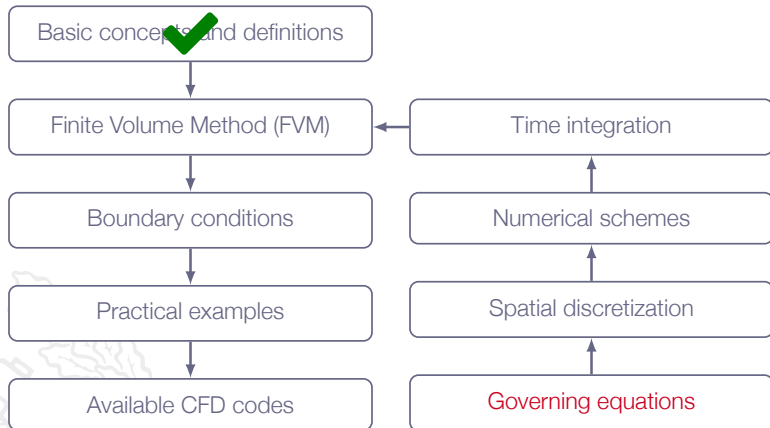 Basic concepts and definitions
Finite Volume Method (FVM)
Time integration
Boundary conditions
Numerical schemes
Practical examples
Spatial discretization
Available CFD codes
Governing equations